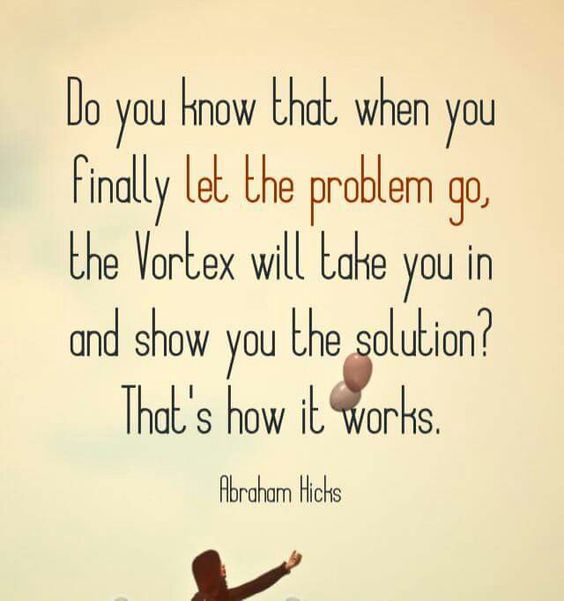 Do you know that when you
finally let the problem go,
the Vortex will take you in
and show you the solution?
That's how it works.
Abraham Hicks